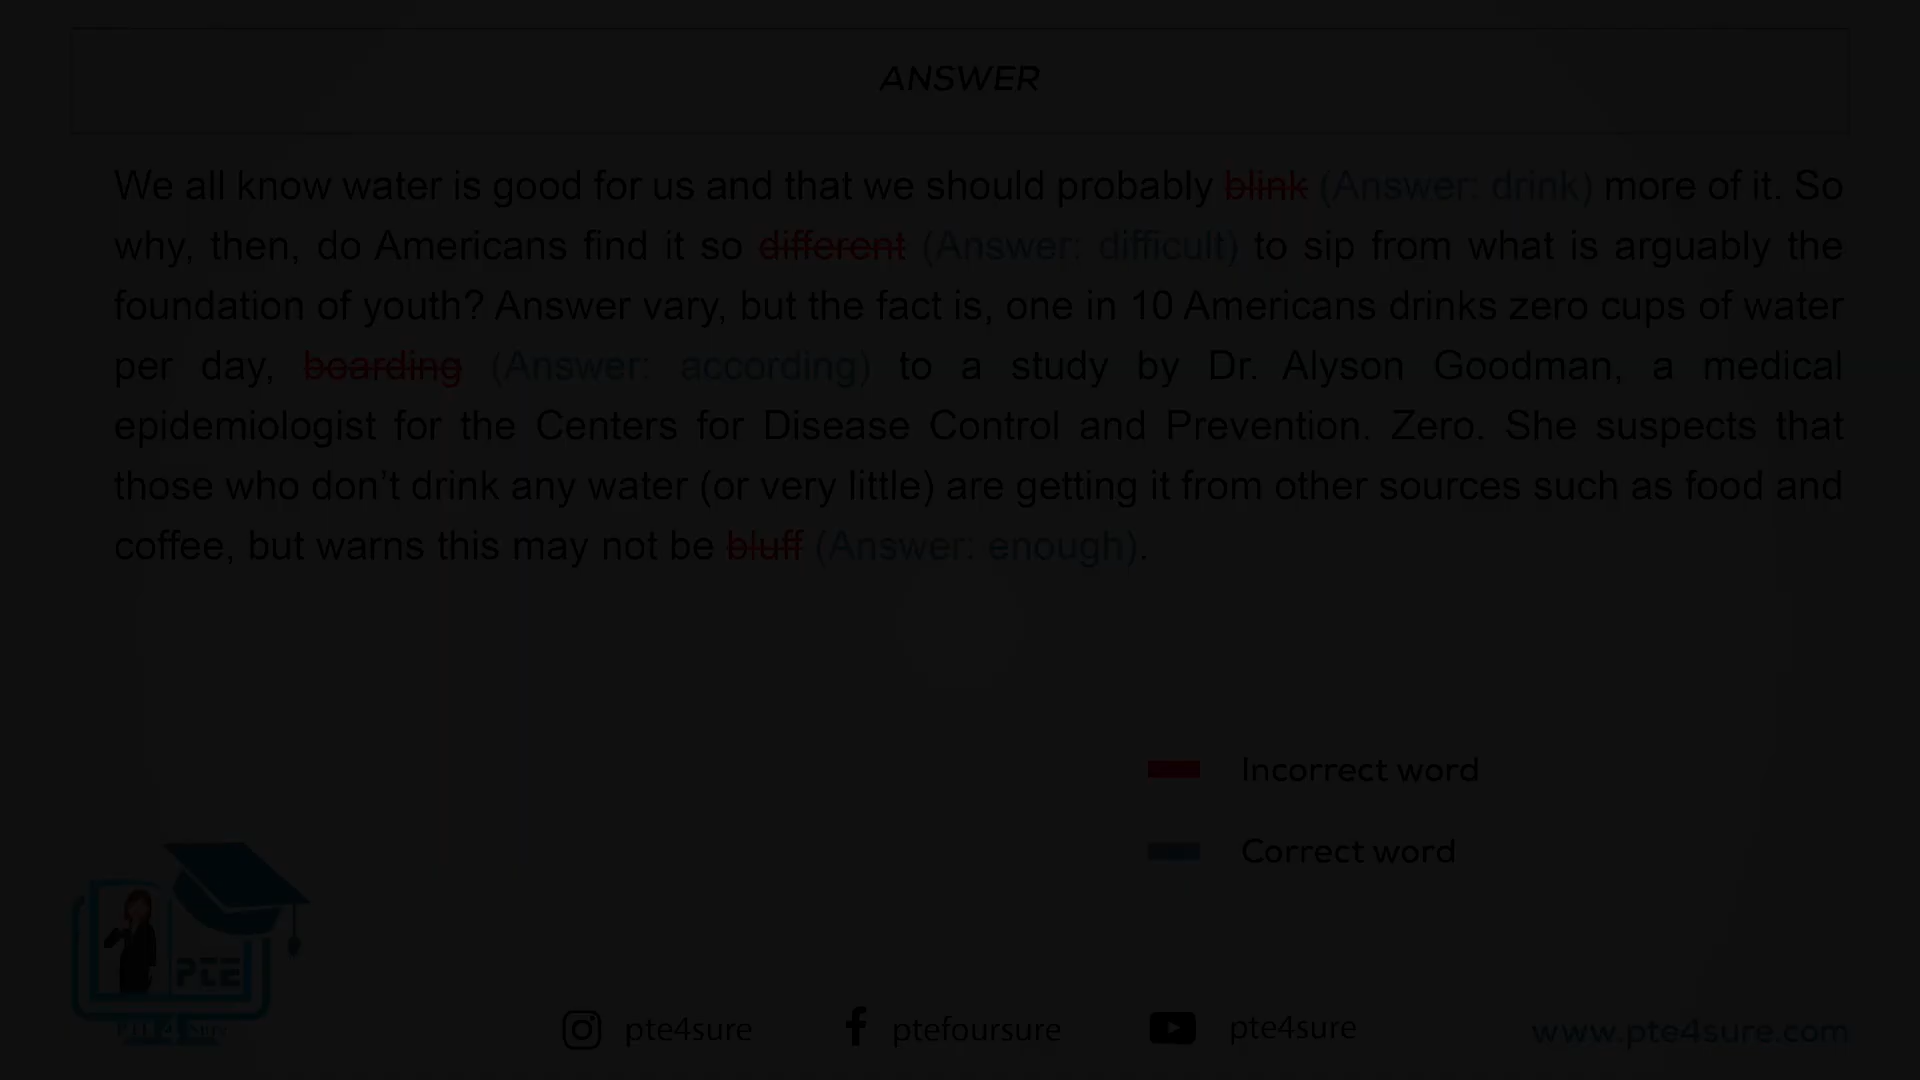 ANSWER
We all know water is good for us and that we should probably blink (Answer: drink) more of it. So
why, then, do Americans find it so different (Answer: difficult) to sip from what is arguably the
foundation of youth? Answer vary, but the fact is, one in 10 Americans drinks zero cups of water
per day, boarding (Answer: according) to a study by Dr. Alyson Goodman, a medical
epidemiologist for the Centers for Disease Control and Prevention. Zero. She suspects that
those who don’t drink any water (or very little) are getting it from other sources such as food and
coffee, but warns this may not be bluff (Answer: enough).
Incorrect word
Correct word
PTE
PTE 4 Sure
pte4sure
ptefoursure
pte4sure
www.pte4sure.com